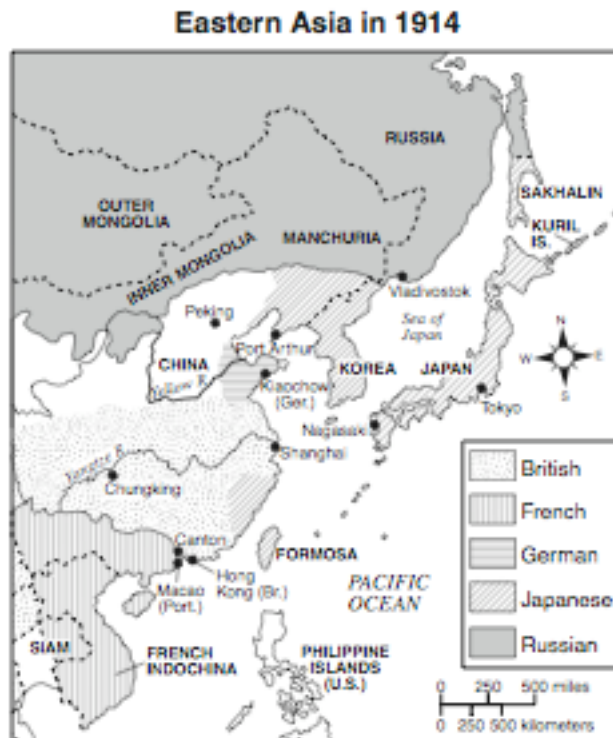 Eastern Asia in 1914
RUSSIA
OUTER
MONGOLIA
SAKHALIN
KURIL
IS.
INNER MONGOLIA
MANCHURIA
Vladivostok
Peking
Sea of
Japan
N
W
E
S
CHINA
Port Arthur
KOREA
JAPAN
Yellow R.
Kiaochow
(Ger.)
Tokyo
Nagasaki
Shanghai
Yangtze R.
Chungking
British
French
German
Japanese
Russian
Canton
FORMOSA
Macao
(Port.)
Hong
Kong (Br.)
PACIFIC
OCEAN
SIAM
FRENCH
INDOCHINA
PHILIPPINE
ISLANDS
(U.S.)
0 250 500 miles
0 250 500 kilometers